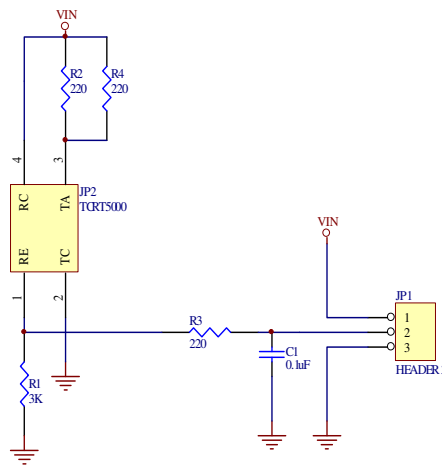 VIN
R2
220
R4
220
4
3
RC
TA
JP2
TCRT5000
RE
TC
1
2
R3
220
R1
3K
C1
0.1uF
VIN
JP1
1
2
3
HEADER